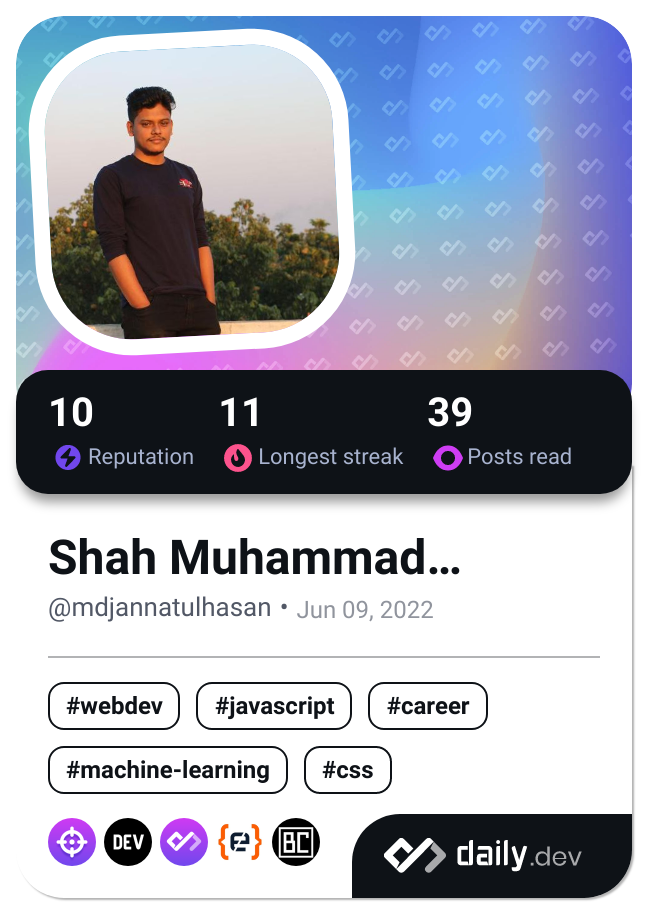 10 11 39
Reputation Longest streak Posts read
Shah Muhammad...
@mdjannatulhasan • Jun 09, 2022
#webdev #javascript #career
#machine-learning #css
DEV BC
daily.dev